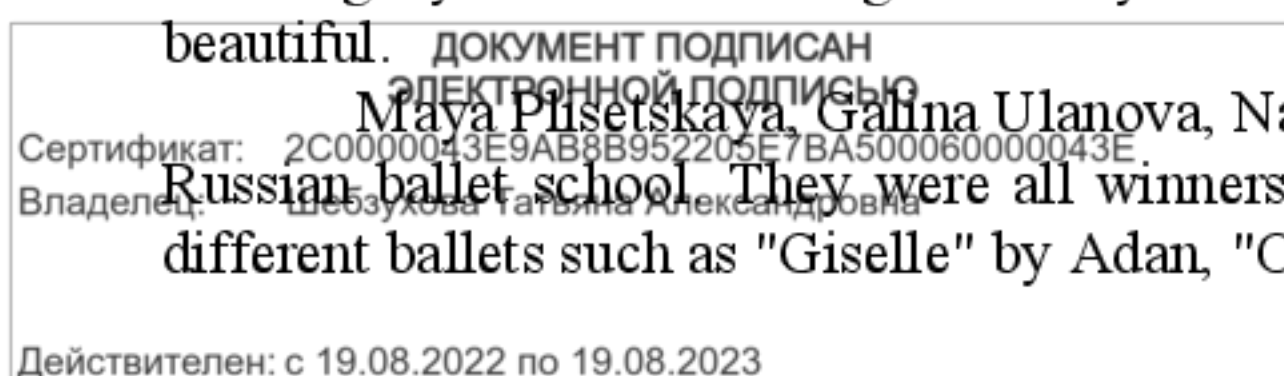 beautiful.
ДОКУМЕНТ ПОДПИСАН
ЭЛЕКТРОННОЙ ПОДПИСЬЮ
Maya Plisetskaya, Galina Ulanova,
Сертификат: 2C0000043E9AB8B952205E7BA500060000043E
Russian ballet school. They were all winners
Владелец: Шебзухова Татьяна Александровна
different ballets such as "Giselle" by Adan,
Действителен: с 19.08.2022 по 19.08.2023